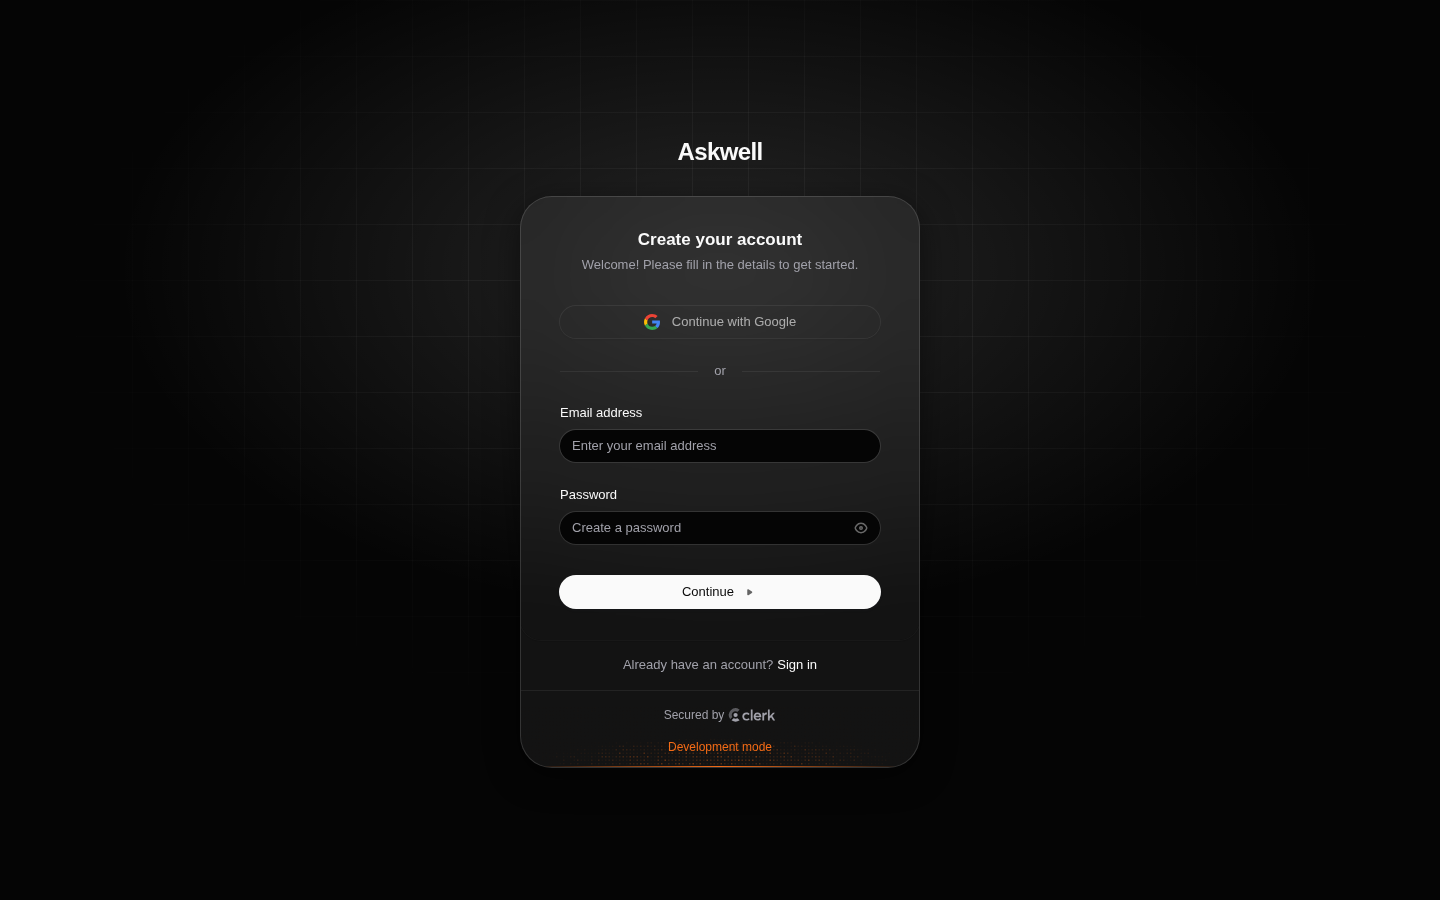 Askwell
Create your account
Welcome! Please fill in the details to get started.
Continue with Google
or
Email address
Enter your email address
Password
Create a password
Continue
Already have an account? Sign in
Secured by clerk
Development mode